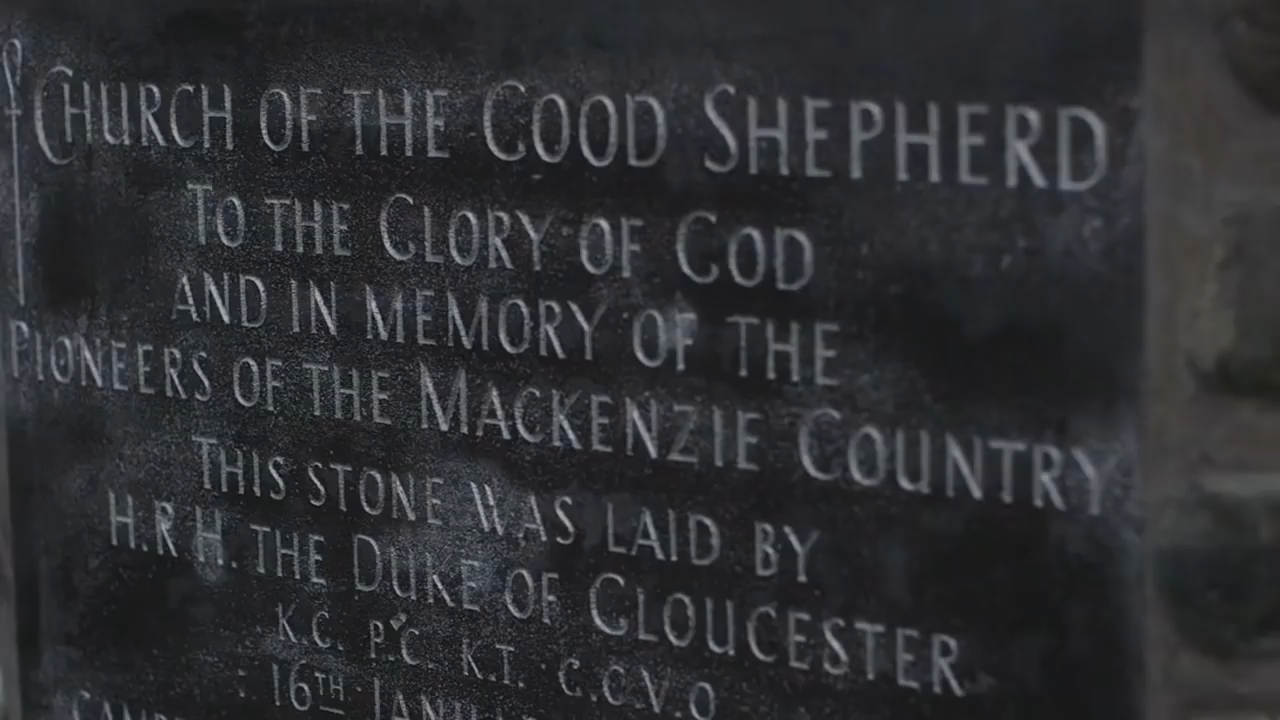 CHURCH OF THE GOOD SHEPHERD
TO THE GLORY OF GOD
AND IN MEMORY OF THE
PIONEERS OF THE MACKENZIE COUNTRY
THIS STONE WAS LAID BY
H.R.H. THE DUKE OF GLOUCESTER
K.G. P.C. K.T. G.C.V.O
16TH